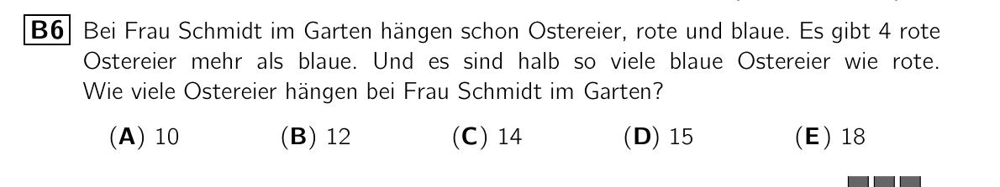 B6 Bei Frau Schmidt im Garten hängen schon Ostereier, rote und blaue. Es gibt 4 rote
Ostereier mehr als blaue. Und es sind halb so viele blaue Ostereier wie rote.
Wie viele Ostereier hängen bei Frau Schmidt im Garten?
(A) 10 (B) 12 (C) 14 (D) 15 (E) 18